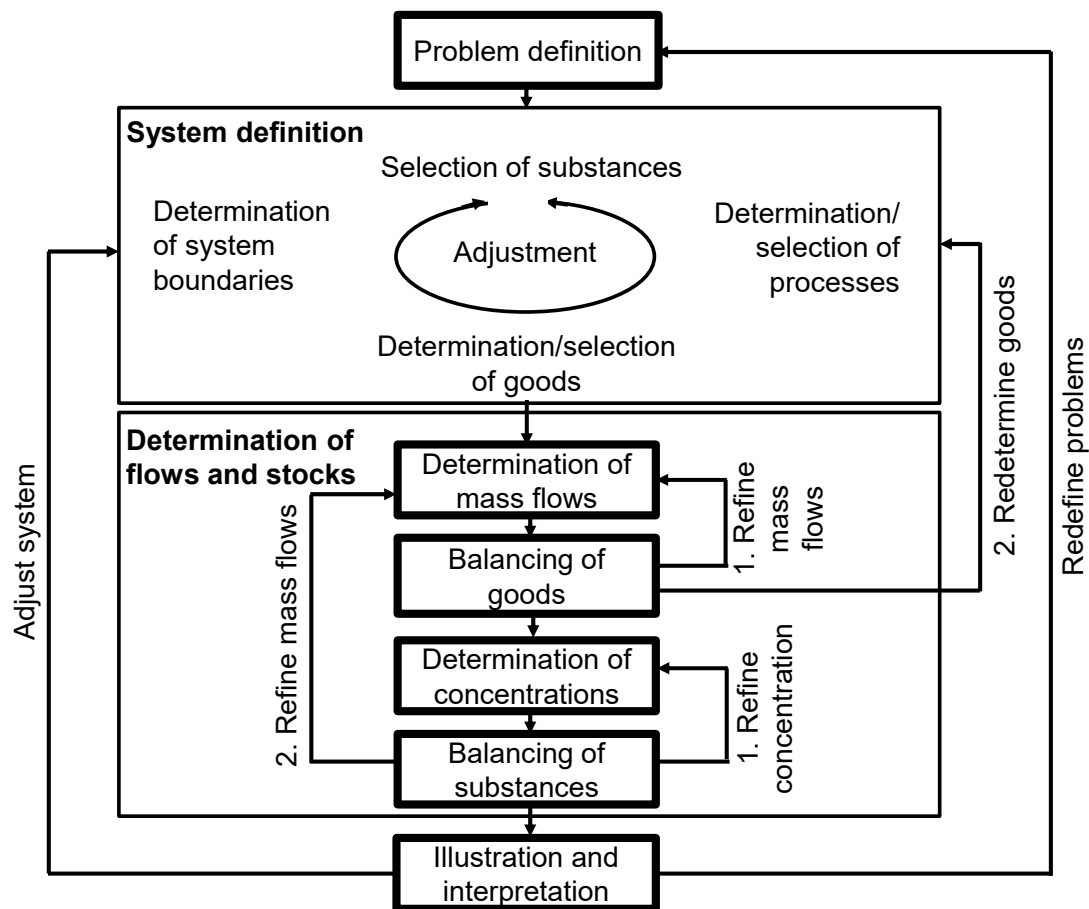 Problem definition
System definition
Selection of substances
Determination
of system
boundaries
Adjustment
Determination/
selection of
processes
Determination/selection
of goods
Determination of
flows and stocks
Determination of
mass flows
Balancing of
goods
Determination of
concentrations
Balancing of
substances
Illustration and
interpretation
Adjust system
2. Refine mass flows
1. Refine
mass
flows
1. Refine
concentration
2. Redetermine goods
Redefine problems